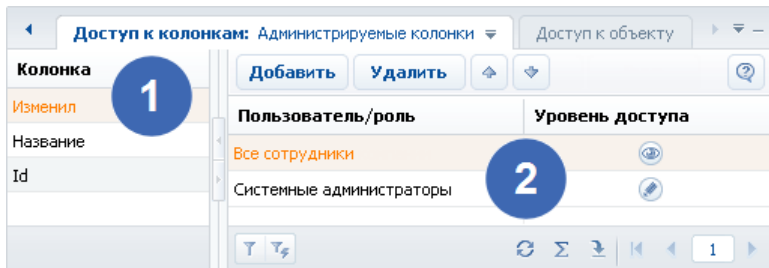 Доступ к колонкам: Администрируемые колонки Доступ к объекту
Колонка
Изменил
Название
Id
1
Добавить Удалить
Пользователь/роль Уровень доступа
Все сотрудники
Системные администраторы
2
1